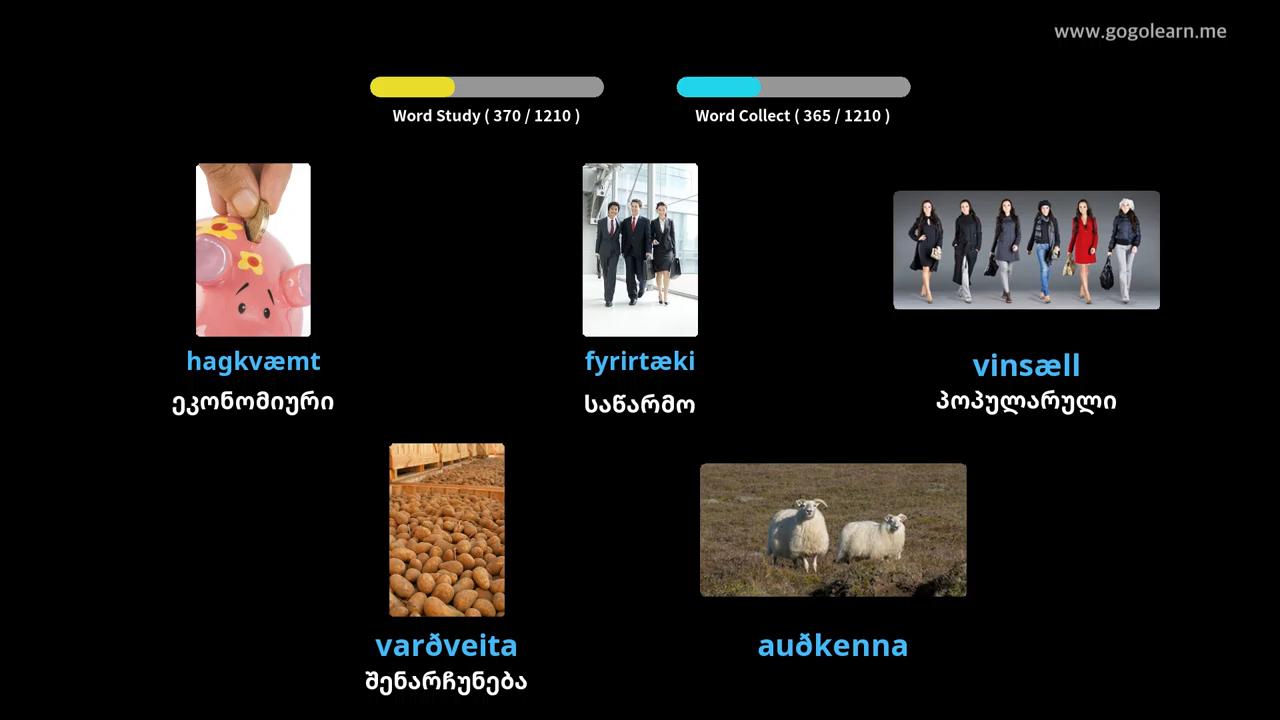 www.gogolearn.me
Word Study ( 370 / 1210 )
Word Collect ( 365 / 1210 )
hagkvæmt
ეკონომიური
fyrirtæki
საწარმო
vinsæll
პოპულარული
varðveita
შენარჩუნება
auðkenna